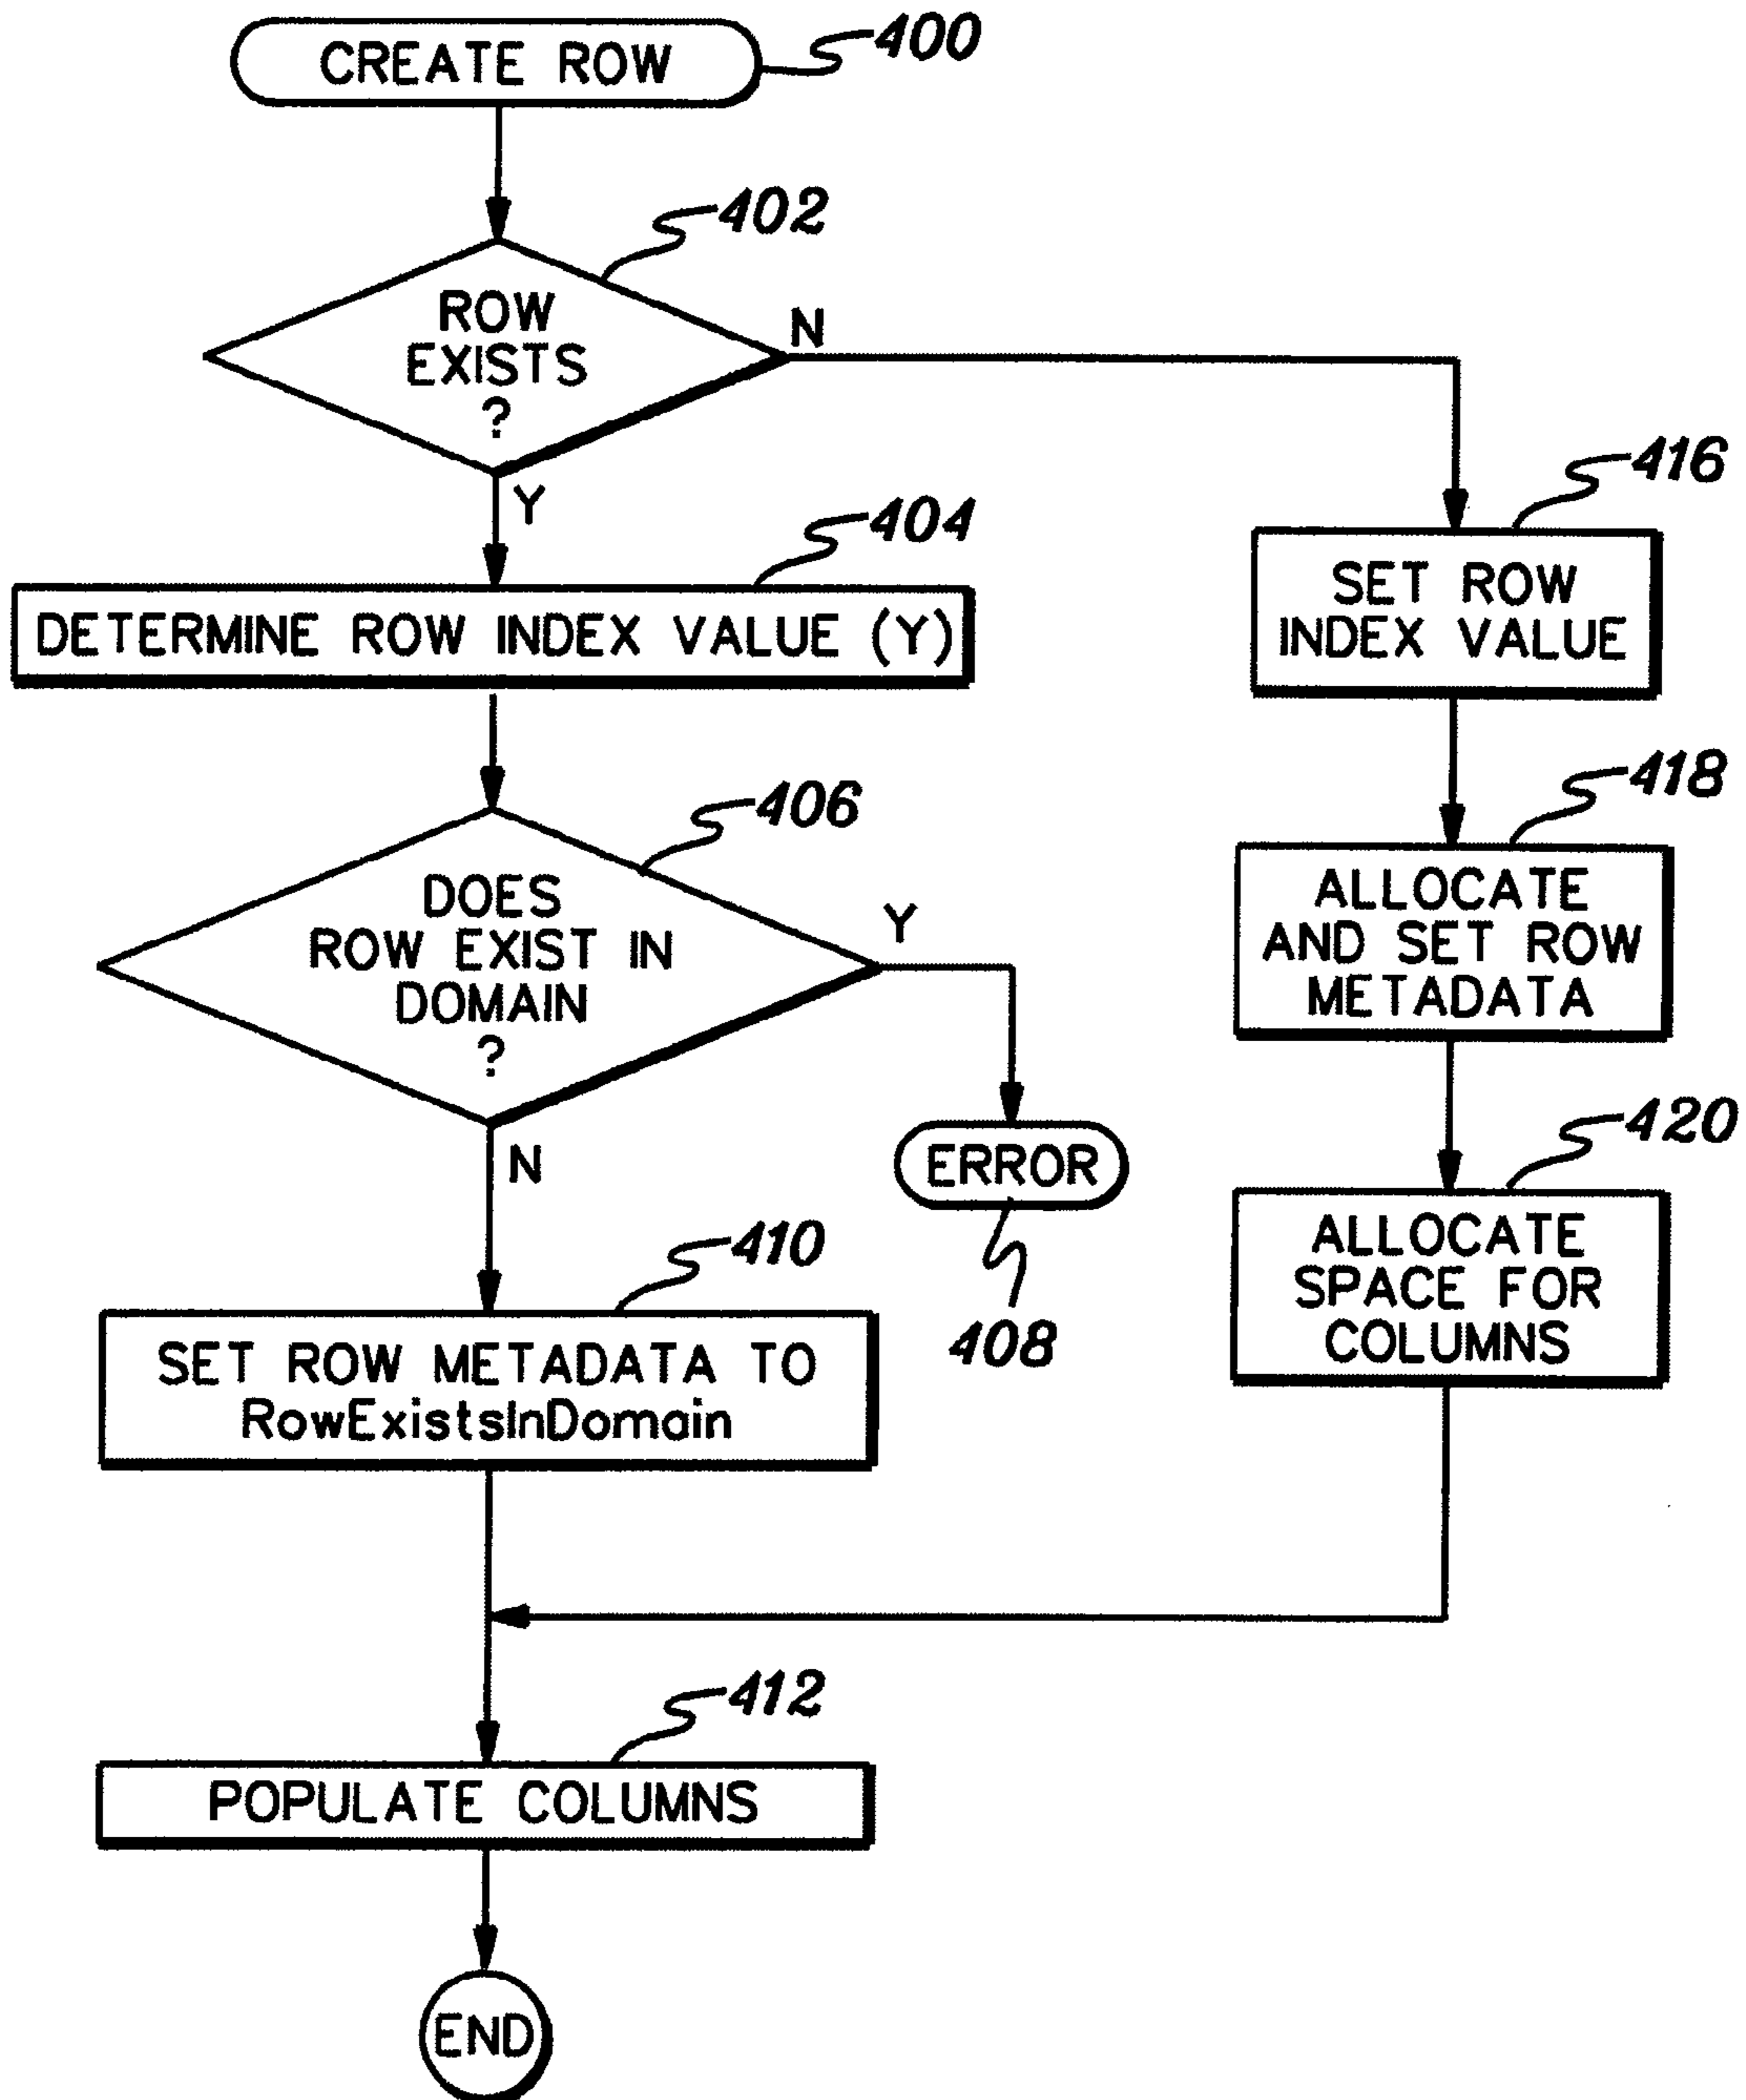 CREATE ROW
400
402
ROW
EXISTS
?
N
Y
404
416
DETERMINE ROW INDEX VALUE (Y)
SET ROW
INDEX VALUE
406
418
DOES
ROW EXIST IN
DOMAIN
?
Y
ALLOCATE
AND SET ROW
METADATA
N
ERROR
408
420
410
ALLOCATE
SPACE FOR
COLUMNS
SET ROW METADATA TO
RowExistsInDomain
412
POPULATE COLUMNS
END